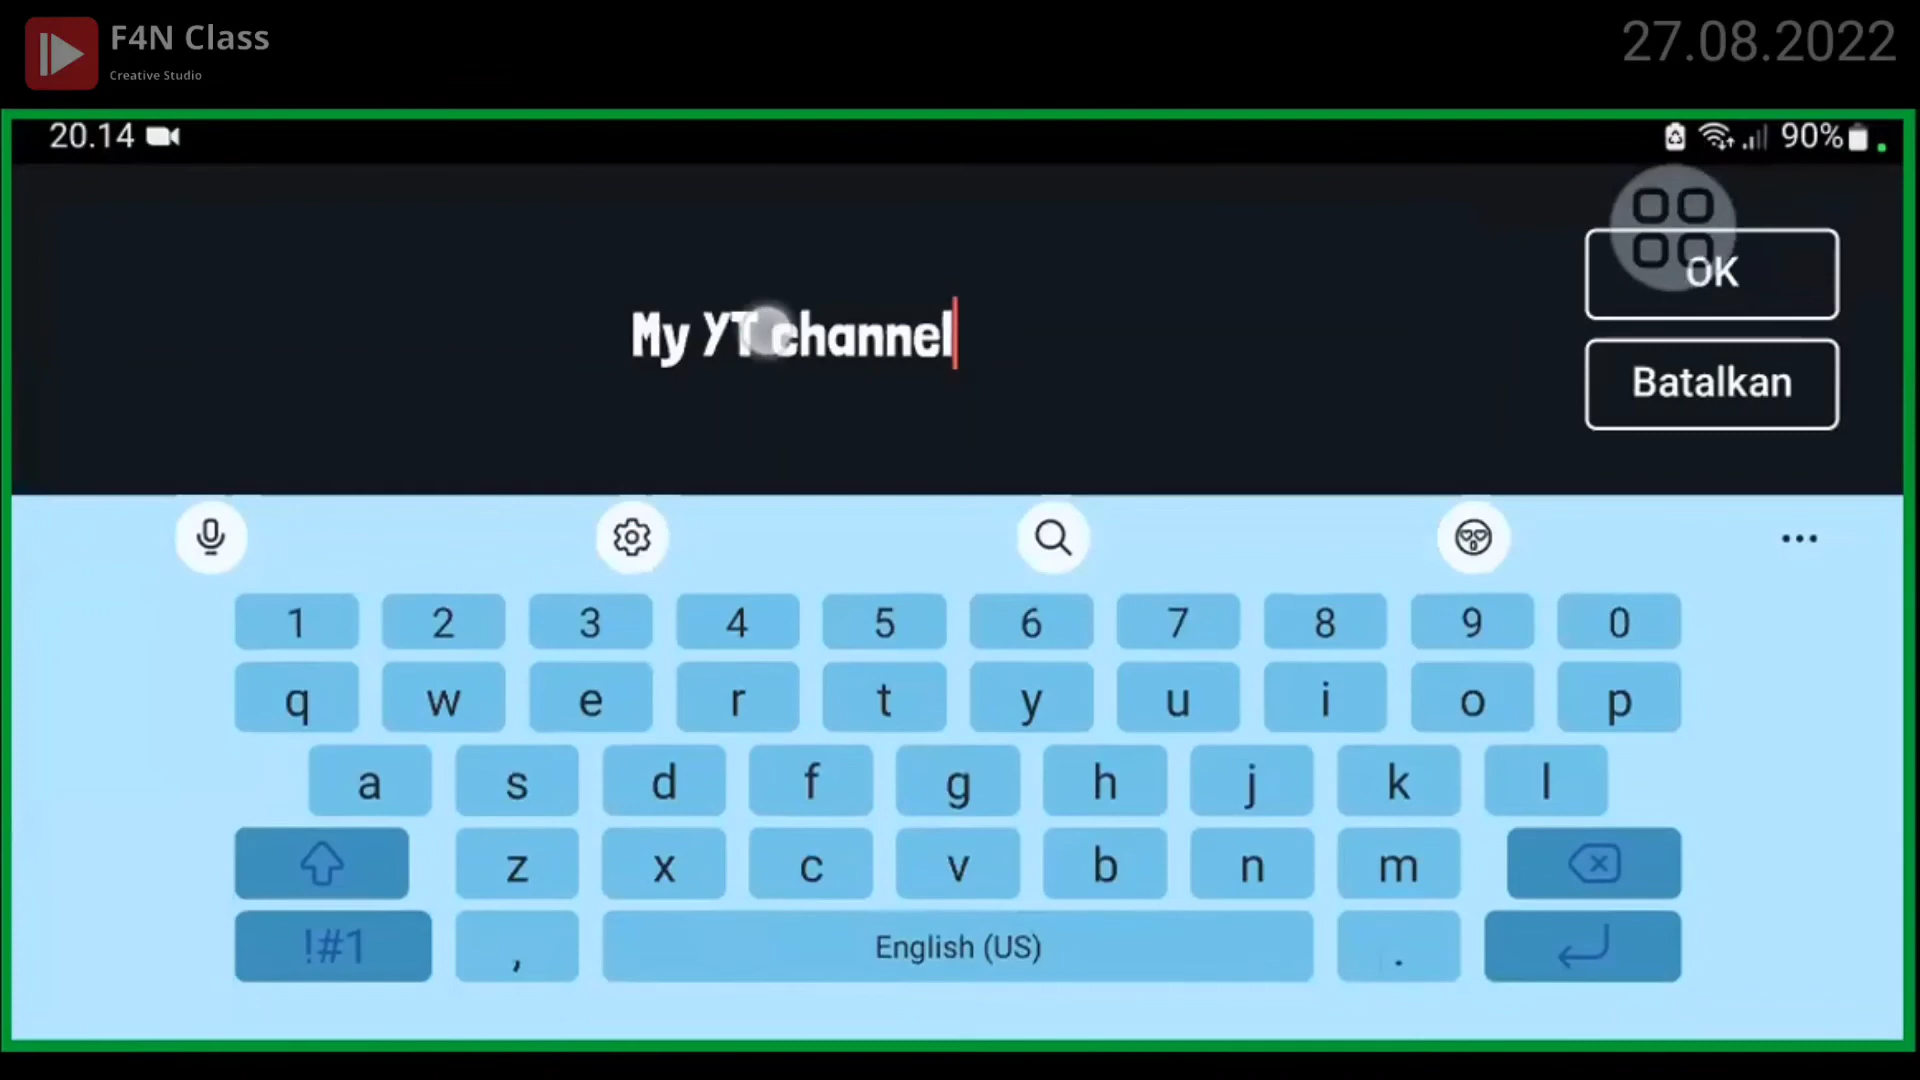 F4N Class
Creative Studio
27.08.2022
20.14
90%
OK
My YT channel
Batalkan
1 2 3 4 5 6 7 8 9 0
q w e r t y u i o p
a s d f g h j k l
z x c v b n m
!#1 , English (US) .